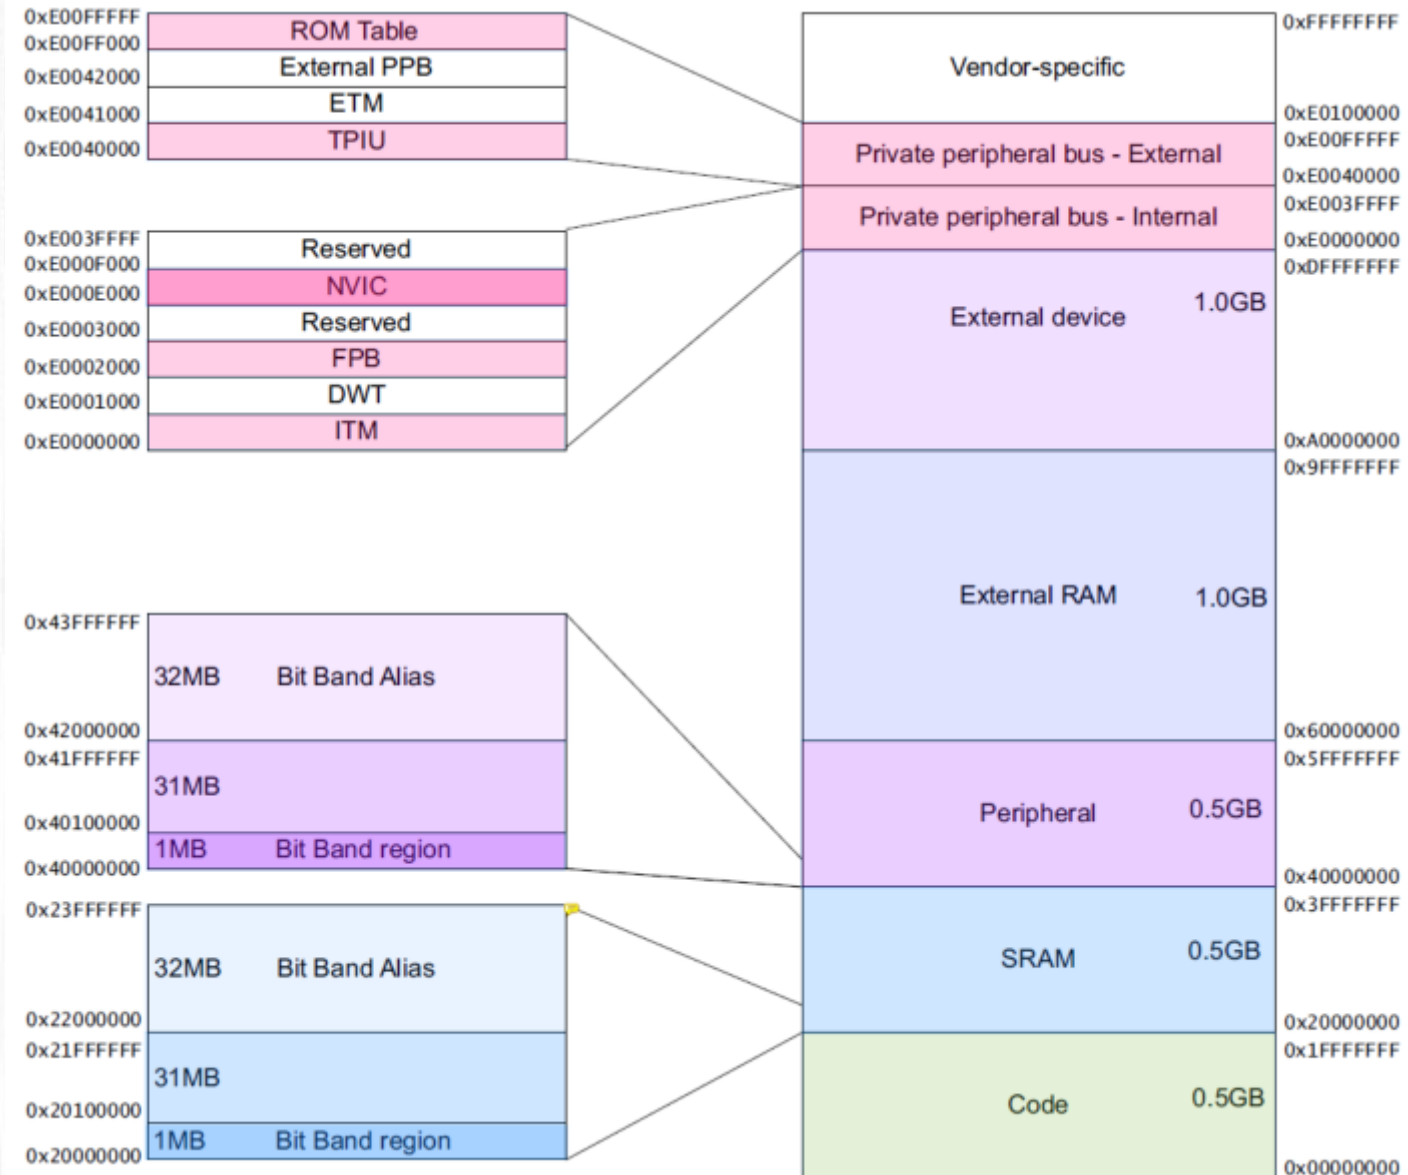 0xE00FFFFF
ROM Table
0xE00FF000
External PPB
0xE0042000
ETM
0xE0041000
TPIU
0xE0040000
0xE003FFFF
Reserved
0xE000F000
NVIC
0xE000E000
Reserved
0xE0003000
FPB
0xE0002000
DWT
0xE0001000
ITM
0xE0000000
0x43FFFFFF
32MB Bit Band Alias
0x42000000
0x41FFFFFF
31MB
0x40100000
1MB Bit Band region
0x40000000
0x23FFFFFF
32MB Bit Band Alias
0x22000000
0x21FFFFFF
31MB
0x20100000
1MB Bit Band region
0x20000000
0xFFFFFFFF
Vendor-specific
0xE0100000
0xE00FFFFF
Private peripheral bus - External
0xE0040000
0xE003FFFF
Private peripheral bus - Internal
0xE0000000
0xDFFFFFFF
External device 1.0GB
0xA0000000
0x9FFFFFFF
External RAM 1.0GB
0x60000000
0x5FFFFFFF
Peripheral 0.5GB
0x40000000
0x3FFFFFFF
SRAM 0.5GB
0x20000000
0x1FFFFFFF
Code 0.5GB
0x00000000